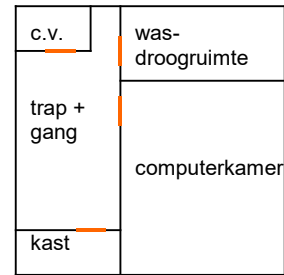 c.v.
was-
droogruimte
trap +
gang
computerkamer
kast